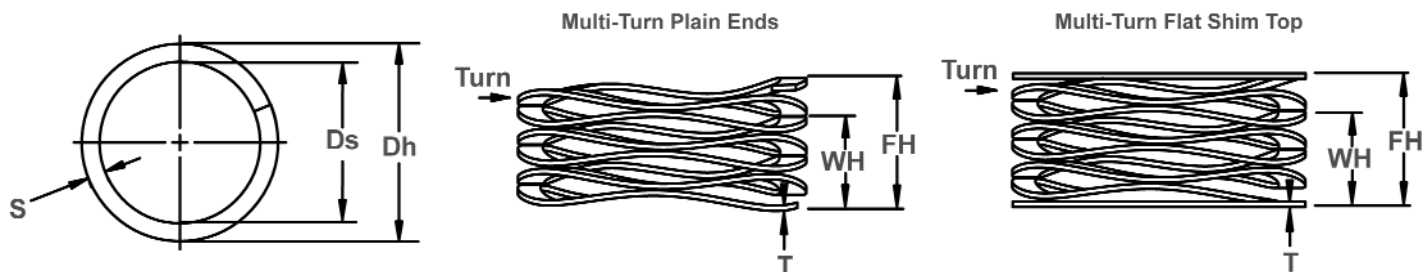 Multi-Turn Plain Ends
Multi-Turn Flat Shim Top
Turn
Turn
Ds
Dh
WH
FH
WH
FH
S
T
T